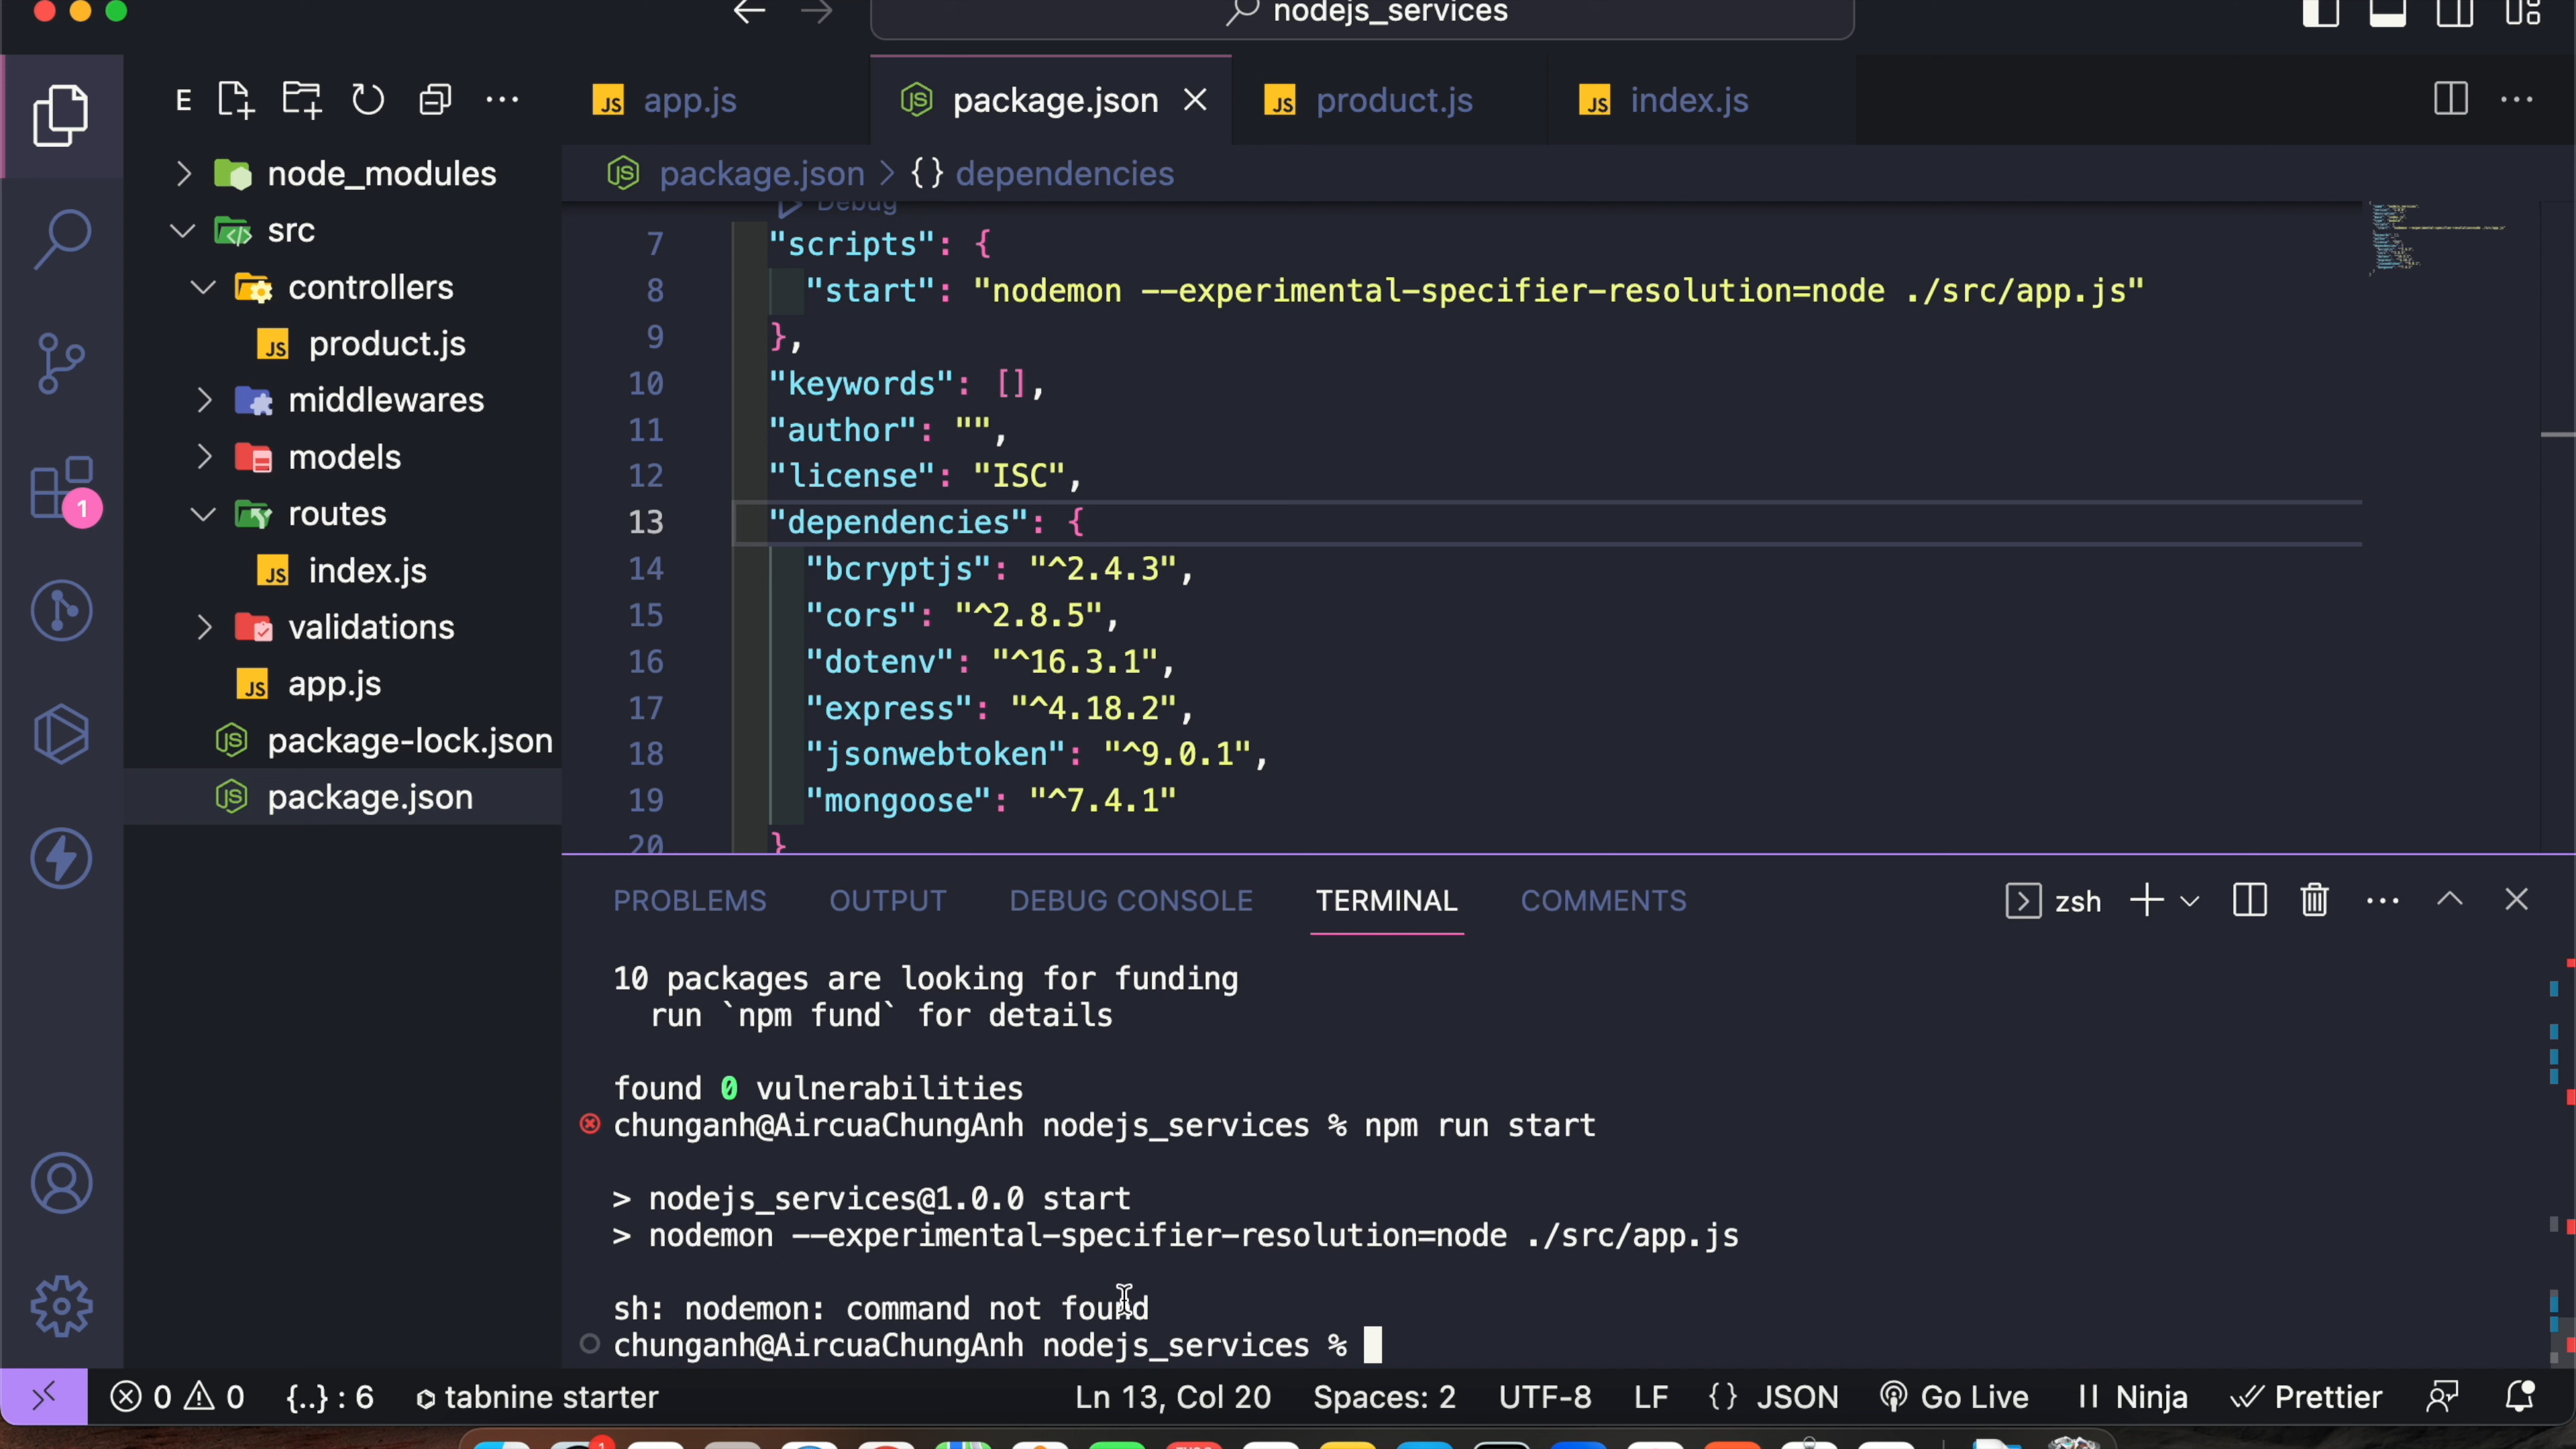 nodejs_services
E
app.js
package.json
product.js
index.js
node_modules
src
controllers
product.js
middlewares
models
routes
index.js
validations
app.js
package-lock.json
package.json
1
package.json > {} dependencies
Debug
7 "scripts": {
8 "start": "nodemon --experimental-specifier-resolution=node ./src/app.js"
9 },
10 "keywords": [],
11 "author": "",
12 "license": "ISC",
13 "dependencies": {
14 "bcryptjs": "^2.4.3",
15 "cors": "^2.8.5",
16 "dotenv": "^16.3.1",
17 "express": "^4.18.2",
18 "jsonwebtoken": "^9.0.1",
19 "mongoose": "^7.4.1"
20 }
PROBLEMS OUTPUT DEBUG CONSOLE TERMINAL COMMENTS zsh
10 packages are looking for funding
run `npm fund` for details
found 0 vulnerabilities
chunganh@AircuaChungAnh nodejs_services % npm run start
> nodejs_services@1.0.0 start
> nodemon --experimental-specifier-resolution=node ./src/app.js
sh: nodemon: command not found
chunganh@AircuaChungAnh nodejs_services %
0 0 {..} : 6 tabnine starter Ln 13, Col 20 Spaces: 2 UTF-8 LF {} JSON Go Live Ninja Prettier